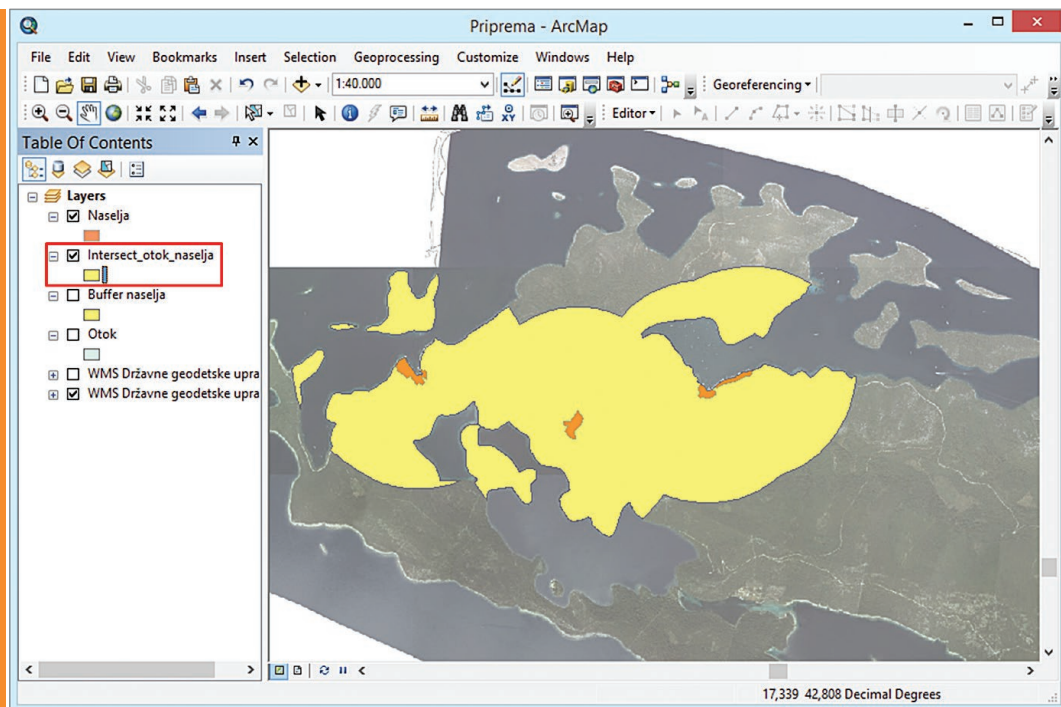 Priprema - ArcMap
File Edit View Bookmarks Insert Selection Geoprocessing Customize Windows Help
1:40.000 Georeferencing
Editor
Table Of Contents
Layers
Naselja
Intersect_otok_naselja
Buffer naselja
Otok
WMS Državne geodetske upra
WMS Državne geodetske upra
17,339 42,808 Decimal Degrees